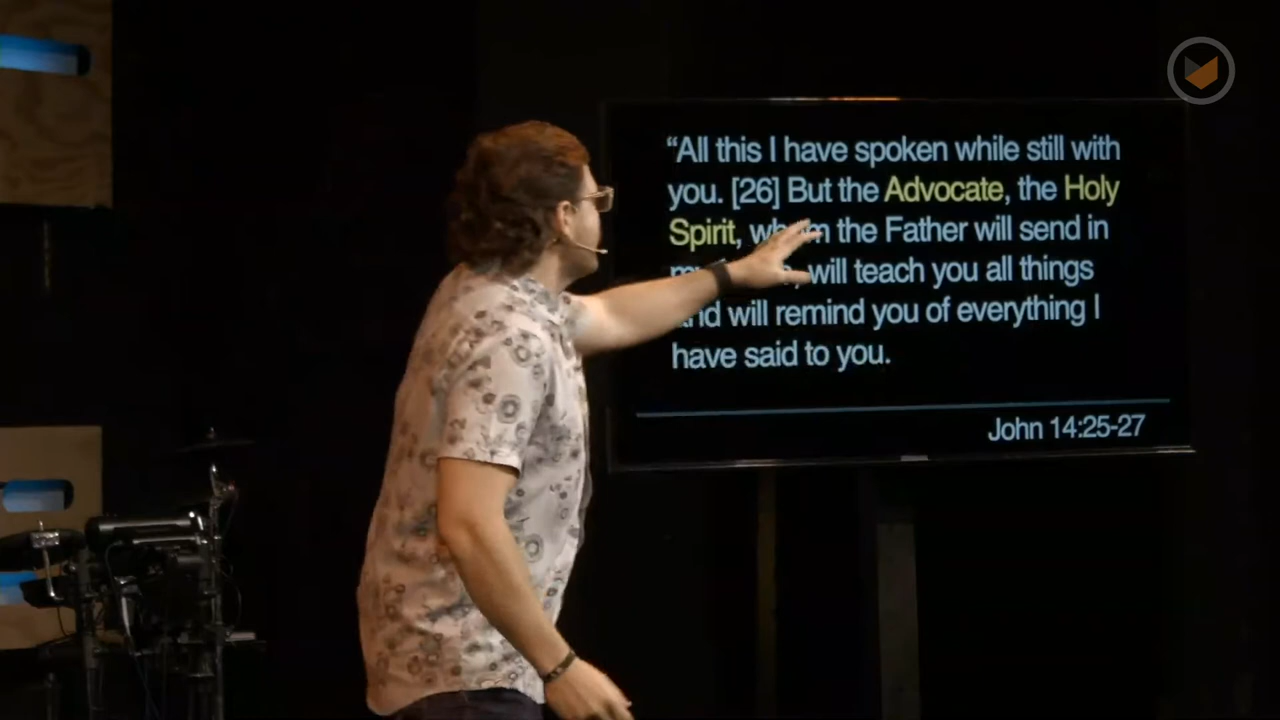 “All this I have spoken while still with
you. [26] But the Advocate, the Holy
Spirit, whom the Father will send in
will teach you all things
and will remind you of everything I
have said to you.
John 14:25-27